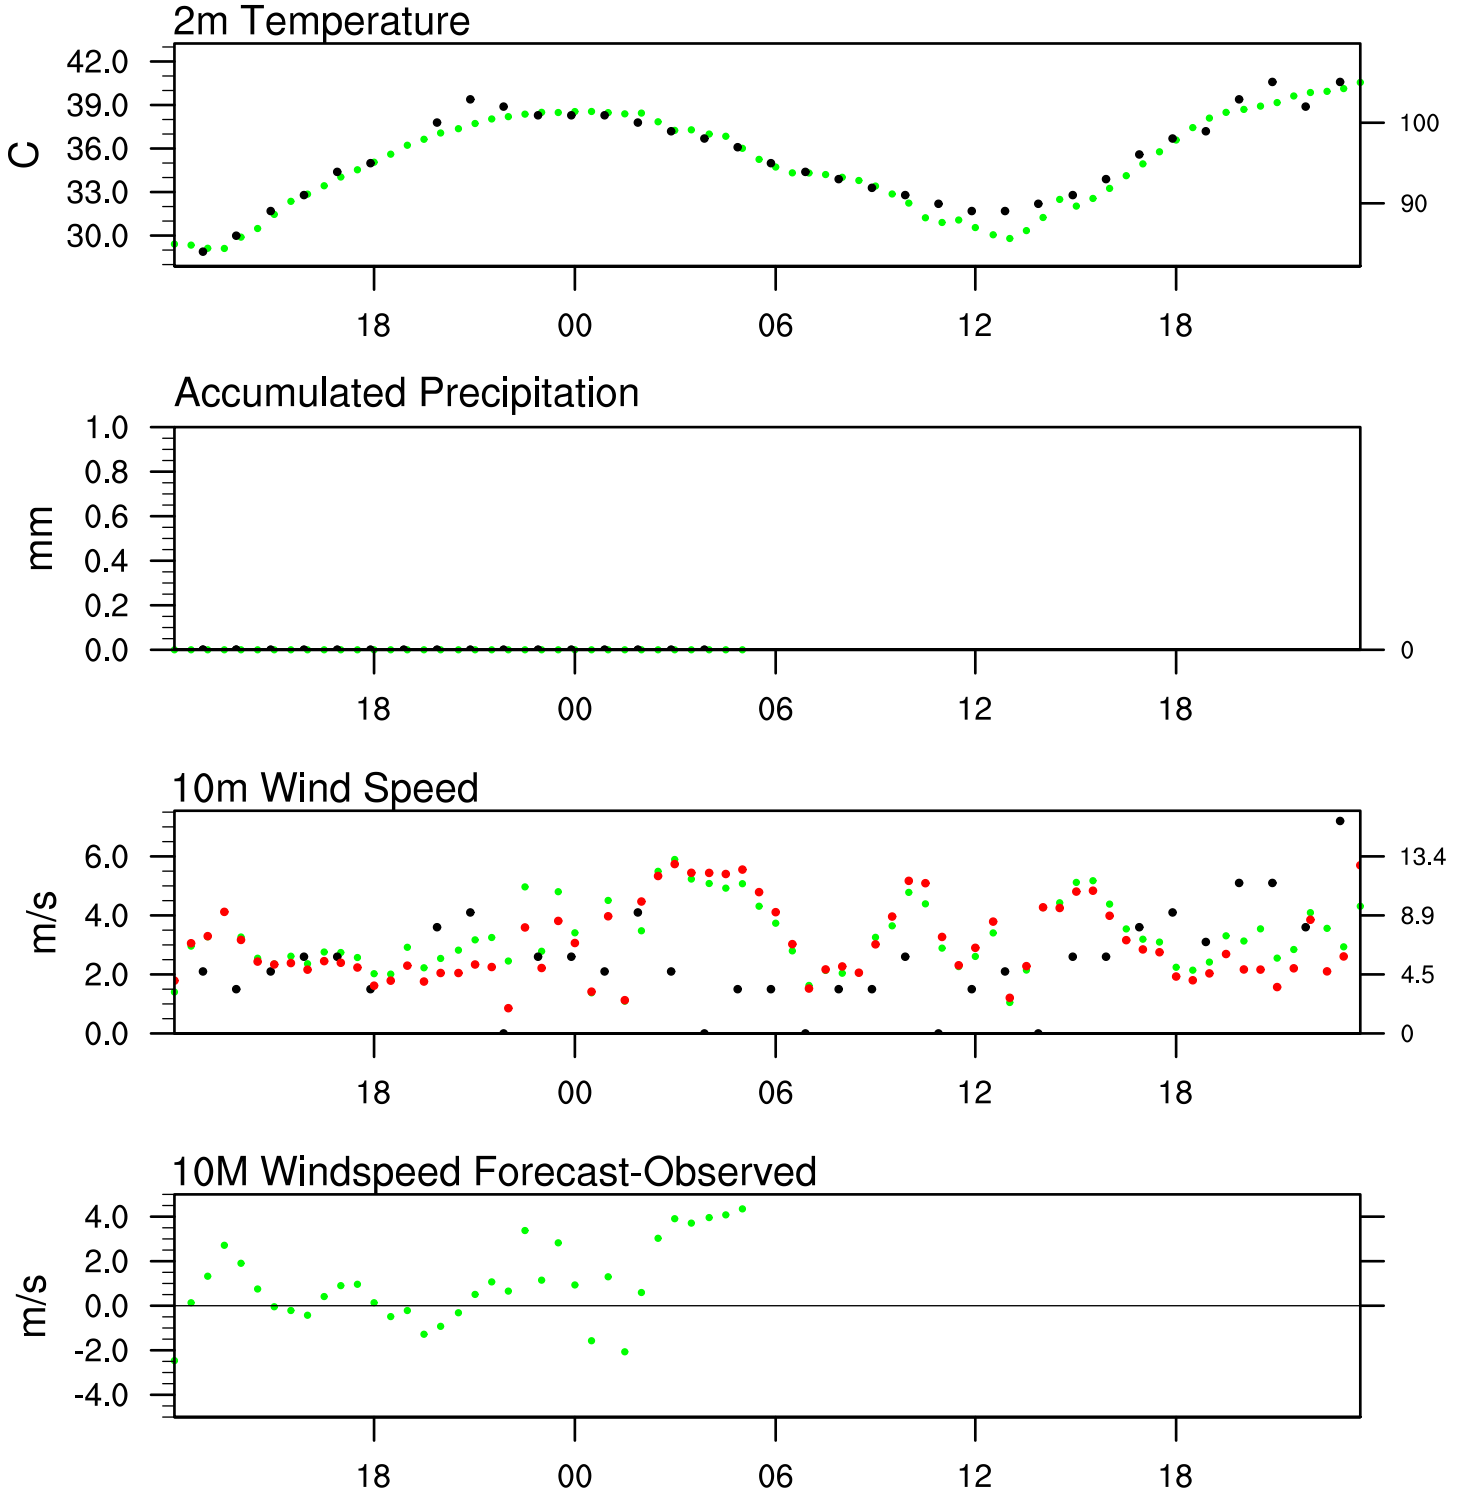 2m Temperature
42.0
39.0
36.0
33.0
30.0
C
100
90
18 00 06 12 18
Accumulated Precipitation
1.0
0.8
0.6
0.4
0.2
0.0
mm
0
18 00 06 12 18
10m Wind Speed
6.0
4.0
2.0
0.0
m/s
13.4
8.9
4.5
0
18 00 06 12 18
10M Windspeed Forecast-Observed
4.0
2.0
0.0
-2.0
-4.0
m/s
18 00 06 12 18